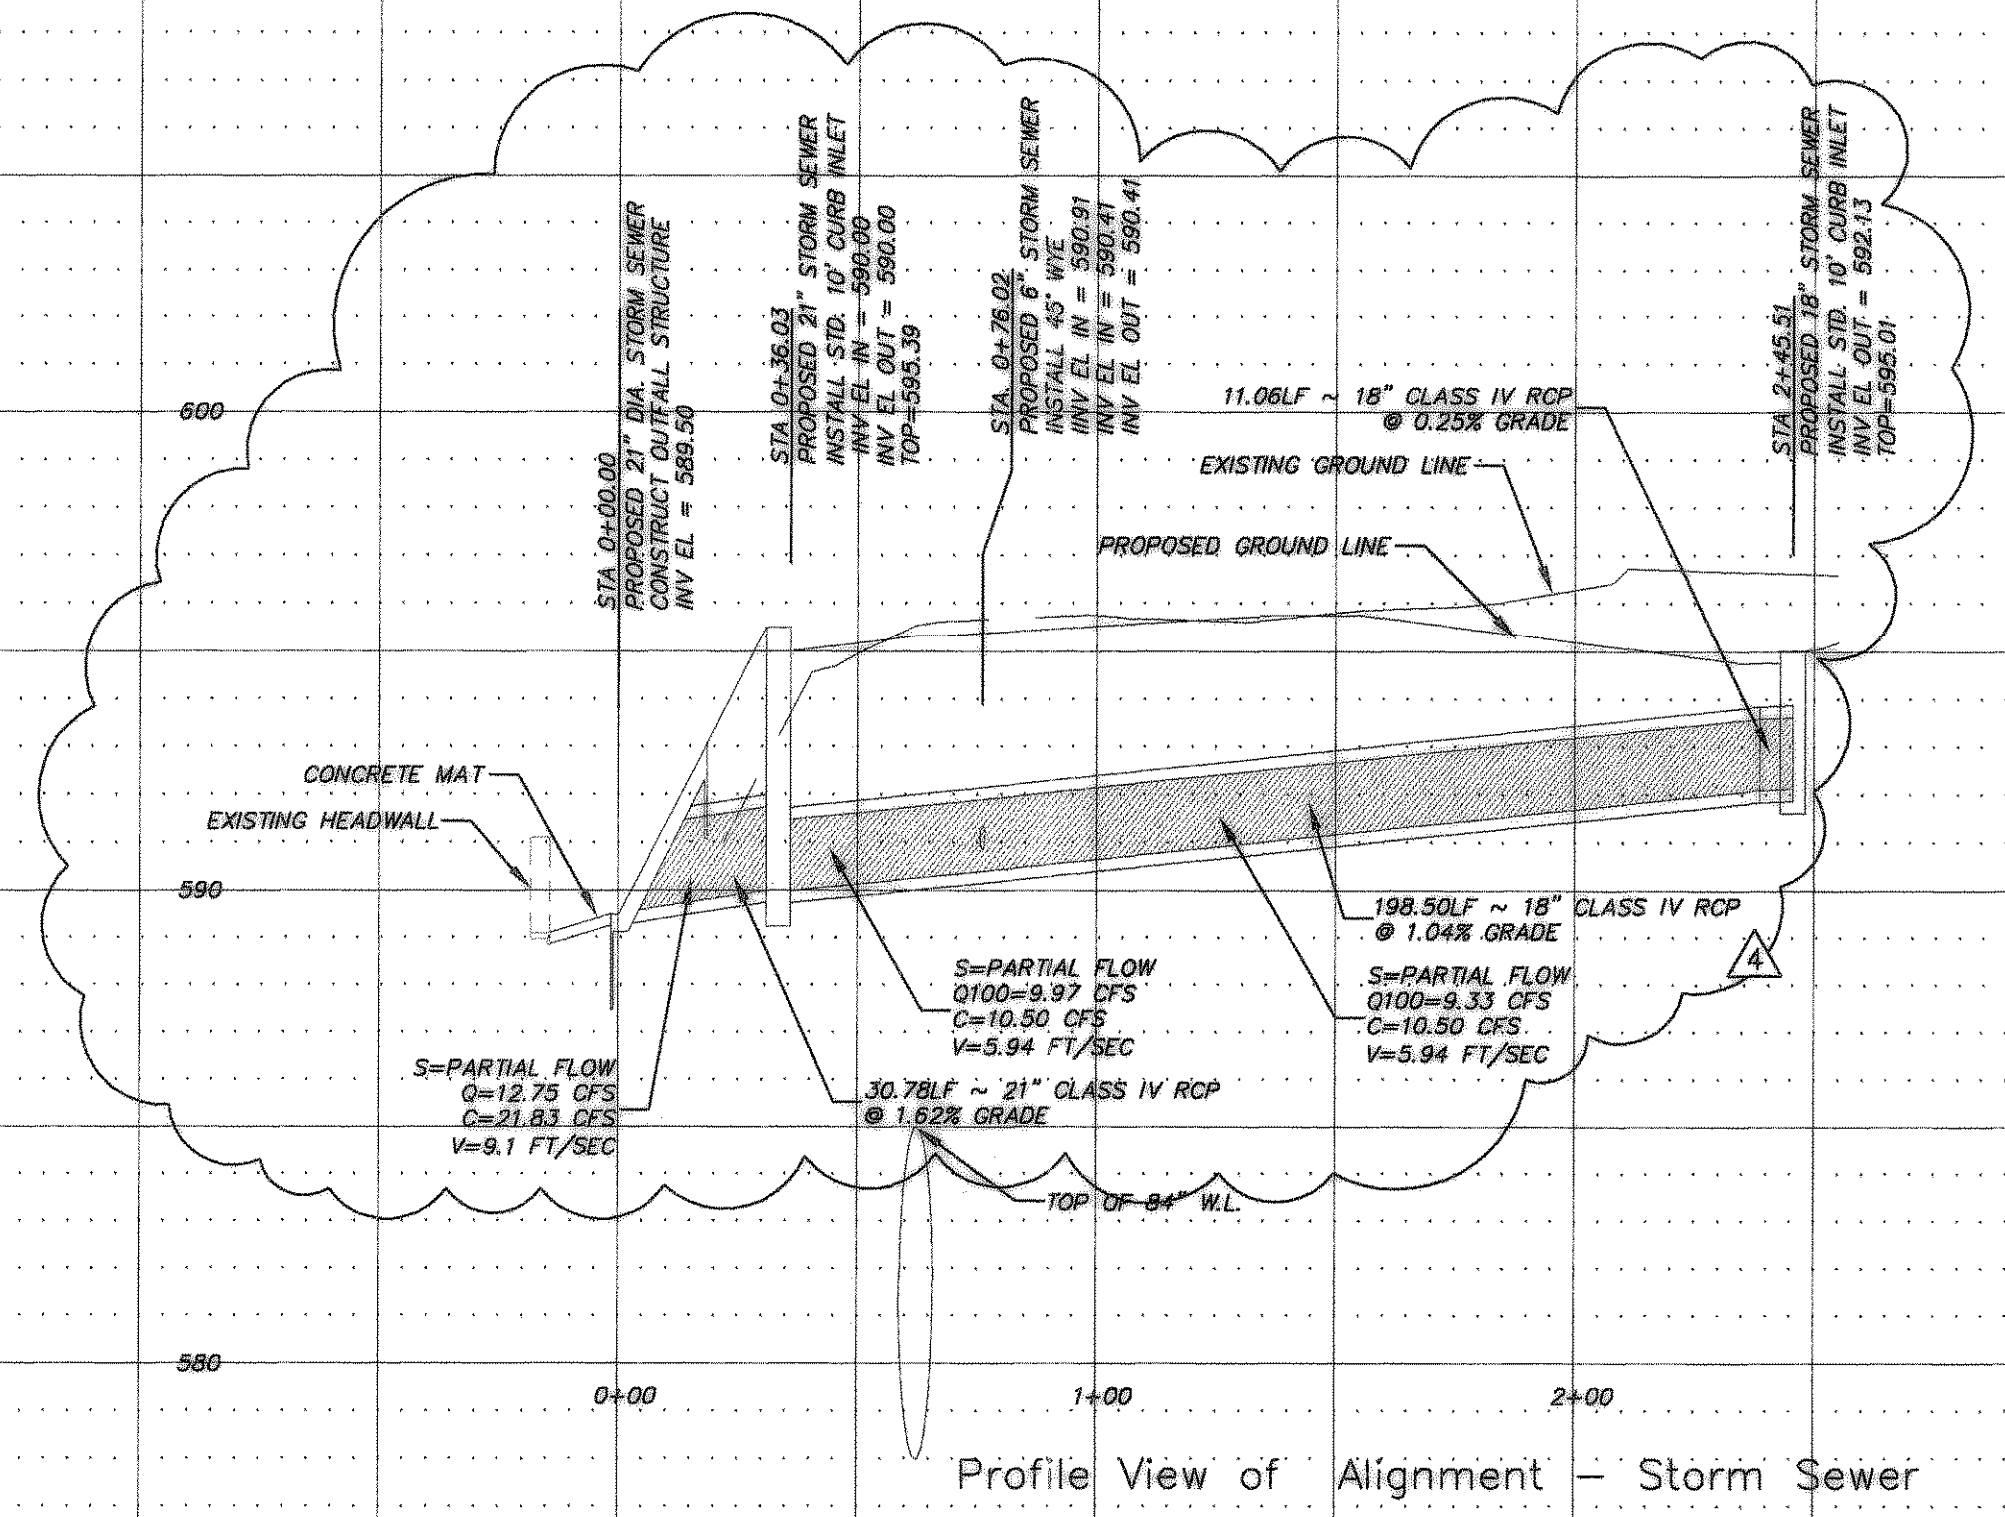 STA 0+00.00
PROPOSED 21" DIA. STORM SEWER
CONSTRUCT OUTFALL STRUCTURE
INV EL = 589.50
STA 0+36.03
PROPOSED 21" STORM SEWER
INSTALL STD. 10' CURB INLET
INV EL IN = 590.00
INV EL OUT = 590.00
TOP=595.39
STA. 0+76.02
PROPOSED 6" STORM SEWER
INSTALL 45° WYE
IINV EL IN = 590.91
INV EL IN = 590.41
INV EL OUT = 590.41
STA 2+45.51
PROPOSED 18" STORM SEWER
INSTALL STD. 10' CURB INLET
INV EL OUT = 592.13
TOP=595.01
11.06LF ~ 18" CLASS IV RCP
@ 0.25% GRADE
EXISTING GROUND LINE
PROPOSED GROUND LINE
600
CONCRETE MAT
EXISTING HEADWALL
590
198.50LF ~ 18" CLASS IV RCP
@ 1.04% GRADE
4
S=PARTIAL FLOW
Q100=9.97 CFS
C=10.50 CFS
V=5.94 FT/SEC
S=PARTIAL FLOW
Q100=9.33 CFS
C=10.50 CFS
V=5.94 FT/SEC
S=PARTIAL FLOW
Q=12.75 CFS
C=21.83 CFS
V=9.1 FT/SEC
30.78LF ~ 21" CLASS IV RCP
@ 1.62% GRADE
TOP OF 84" W.L.
580
0+00
1+00
2+00
Profile View of Alignment – Storm Sewer